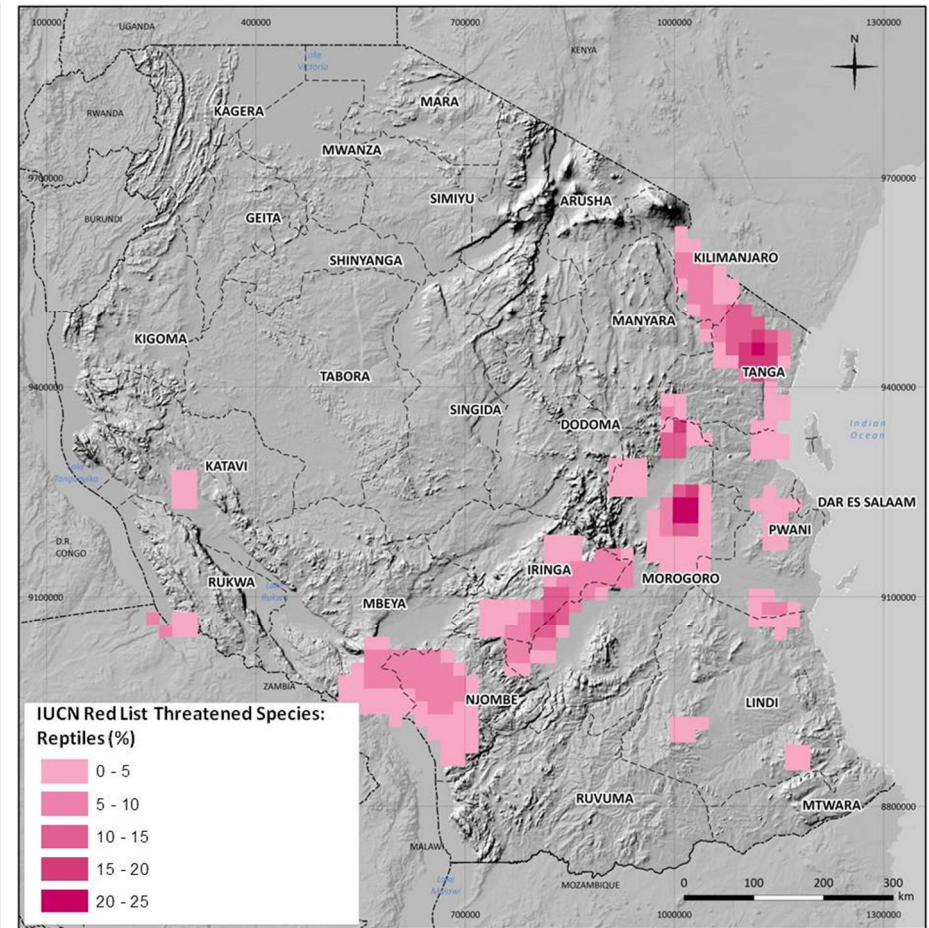 100000 400000 700000 1000000 1300000
UGANDA
KENYA
N
Lake
Victoria
MARA
KAGERA
RWANDA
MWANZA
9700000 9700000
SIMIYU
ARUSHA
BURUNDI
GEITA
SHINYANGA
KILIMANJARO
MANYARA
KIGOMA
TANGA
TABORA
9400000 9400000
SINGIDA
DODOMA
Indian
Ocean
KATAVI
Lake
Tanganyika
DAR ES SALAAM
PWANI
D.R.
CONGO
IRINGA
MOROGORO
RUKWA
Lake
Rukwa
9100000 9100000
MBEYA
ZAMBIA
NJOMBE
LINDI
IUCN Red List Threatened Species:
Reptiles (%)
0 - 5
5 - 10
10 - 15
15 - 20
20 - 25
RUVUMA
8800000
MTWARA
MALAWI
Lake
Malawi
MOZAMBIQUE
0 100 200 300
km
700000 1000000 1300000